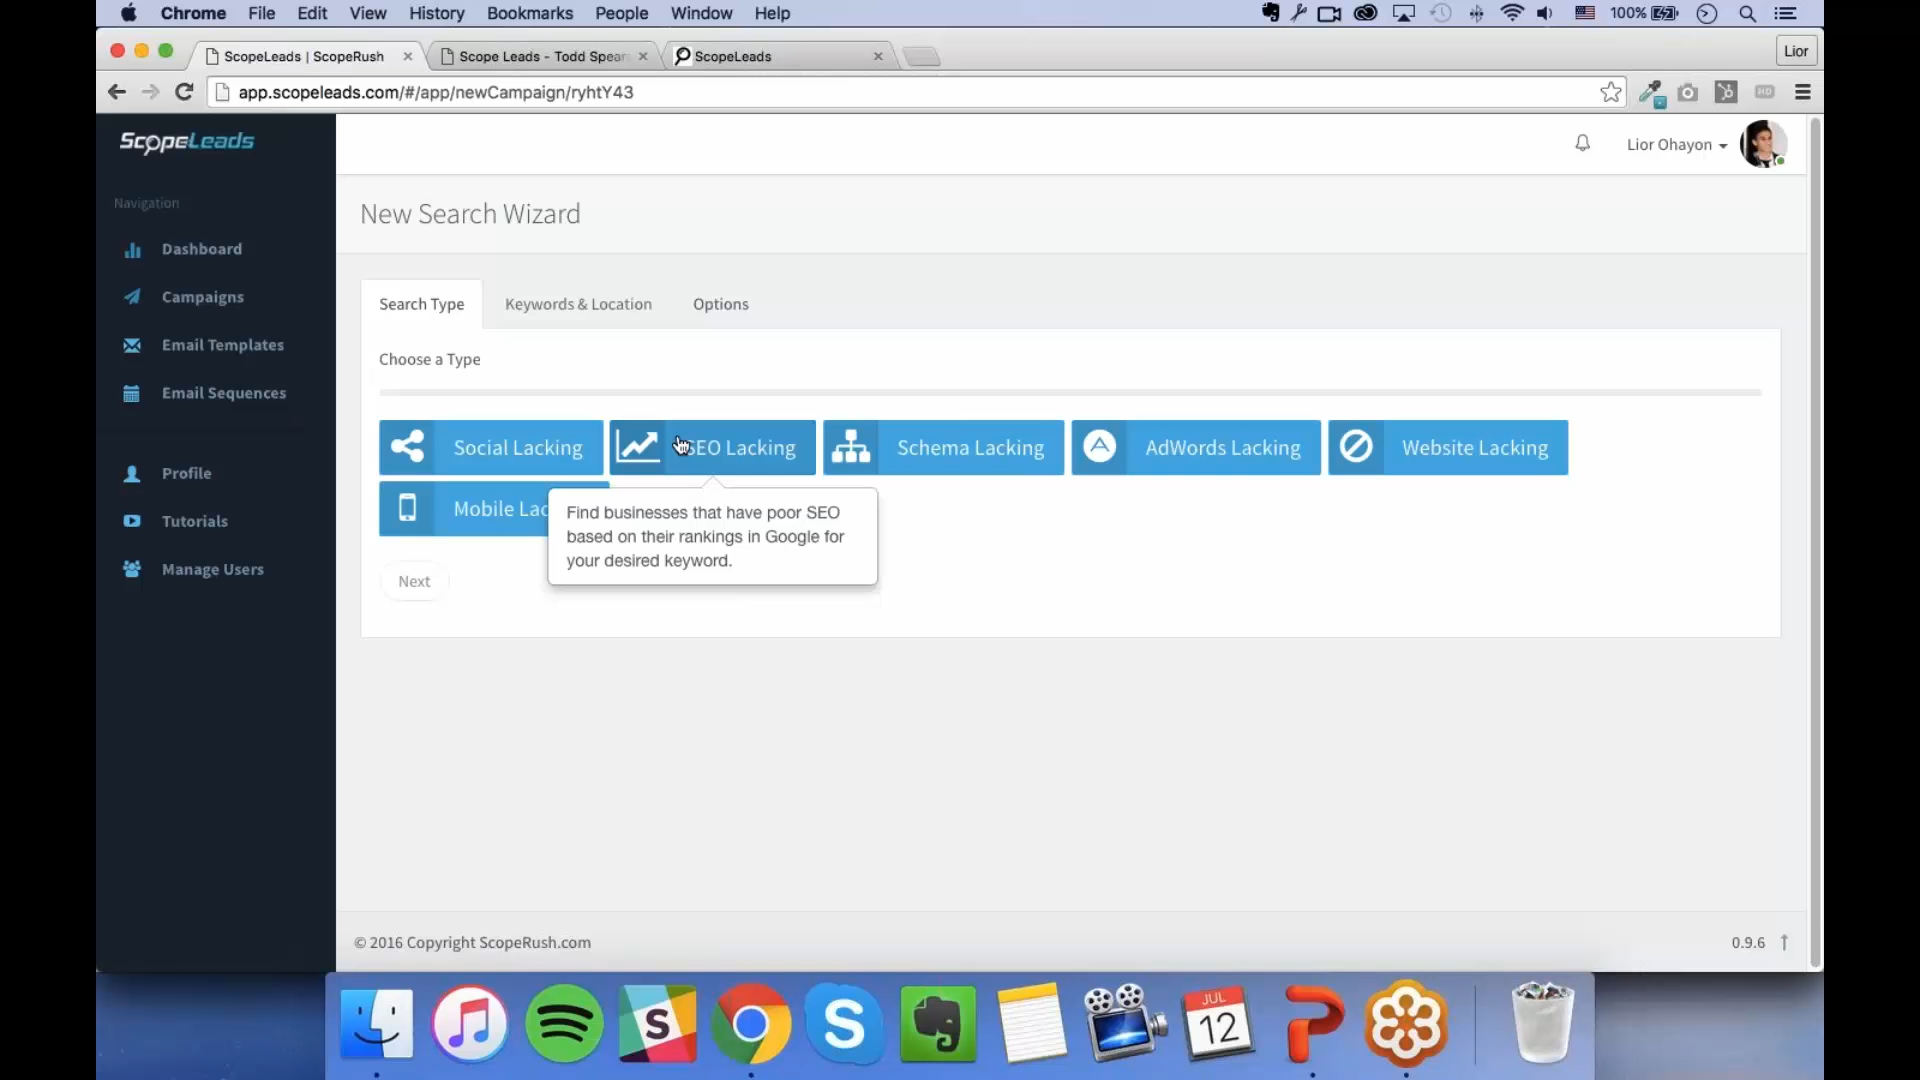 Chrome File Edit View History Bookmarks People Window Help
100%
ScopeLeads | ScopeRush
Scope Leads - Todd Spear
ScopeLeads
Lior
app.scopeleads.com/#/app/newCampaign/ryhtY43
HD
ScopeLeads
Lior Ohayon
Navigation
New Search Wizard
Dashboard
Campaigns
Email Templates
Email Sequences
Profile
Tutorials
Manage Users
Search Type
Keywords & Location
Options
Choose a Type
Social Lacking
SEO Lacking
Schema Lacking
AdWords Lacking
Website Lacking
Mobile Lac
Find businesses that have poor SEO
based on their rankings in Google for
your desired keyword.
Next
© 2016 Copyright ScopeRush.com
0.9.6
JUL
12